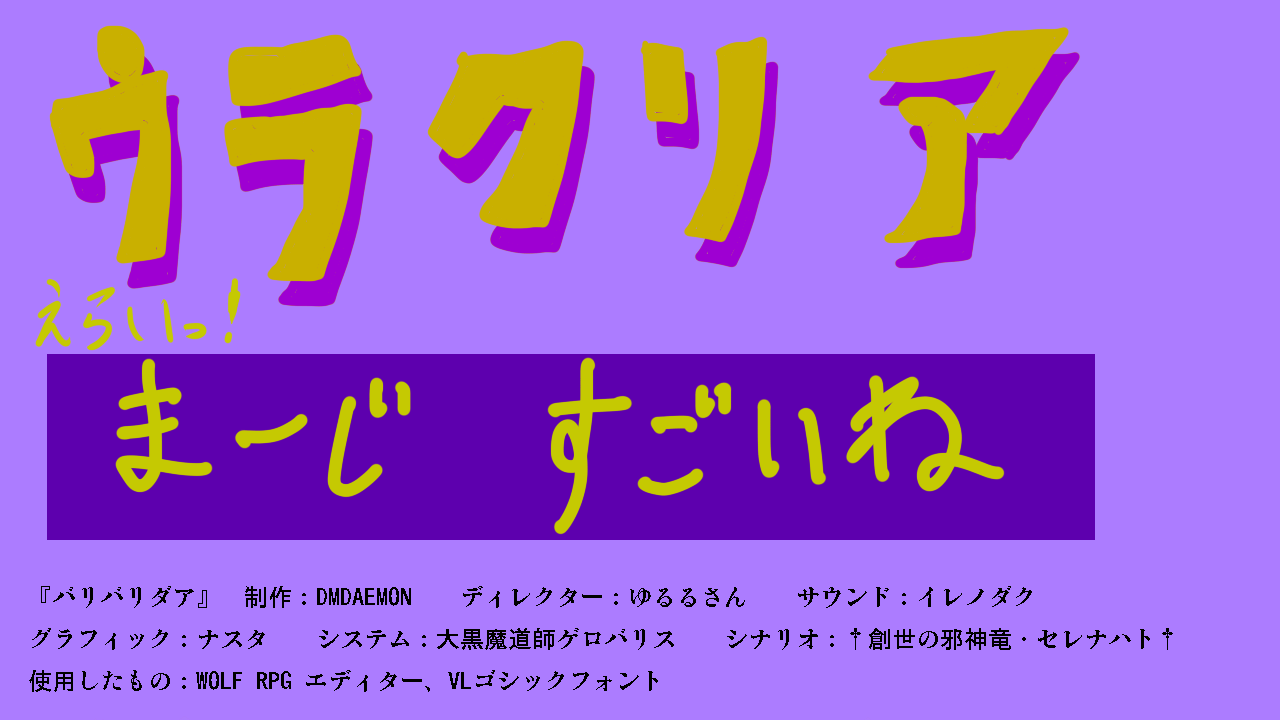 ウラクリア
えらいっ!
まーじ　すごいね
『バリバリダア』　制作：DMDAEMON　　ディレクター：ゆるるさん　　サウンド：イレノダク
グラフィック：ナスタ　　システム：大黒魔道師ゲロバリス　　シナリオ：†創世の邪神竜・セレナハト†
使用したもの：WOLF RPG エディター、VLゴシックフォント